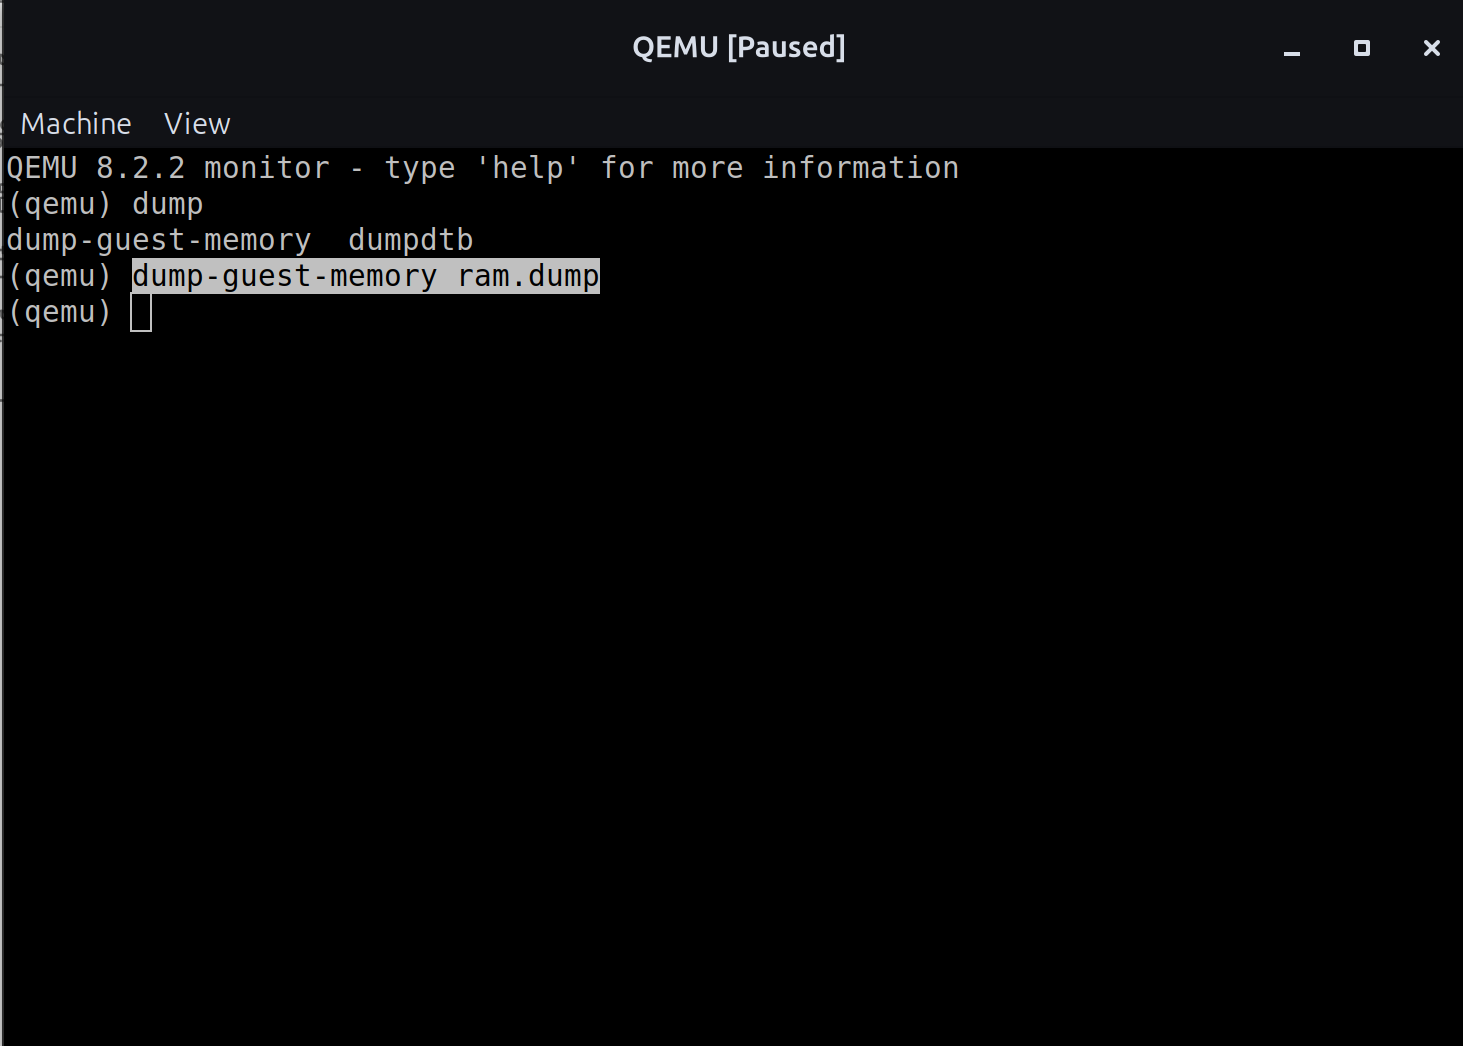 QEMU [Paused]
Machine View
QEMU 8.2.2 monitor - type 'help' for more information
(qemu) dump
dump-guest-memory dumpdtb
(qemu) dump-guest-memory ram.dump
(qemu)